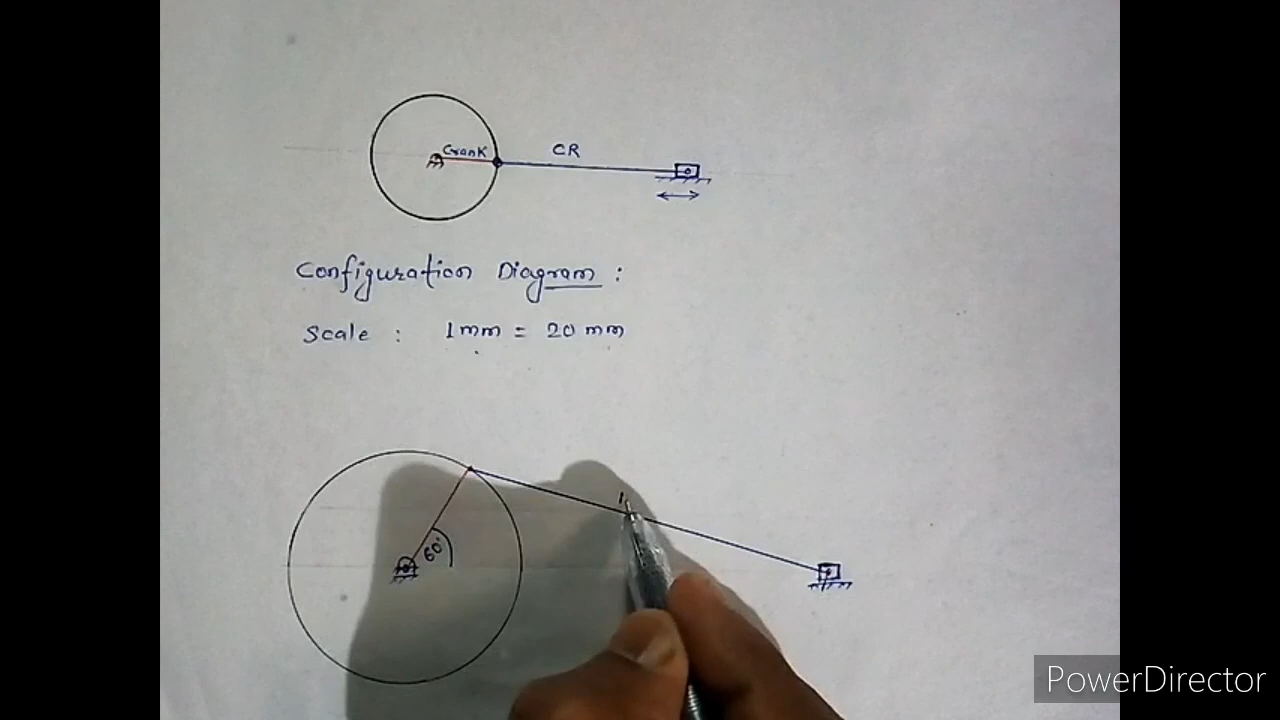 Crank CR
Configuration Diagram :
Scale : 1mm = 20 mm
60°
PowerDirector